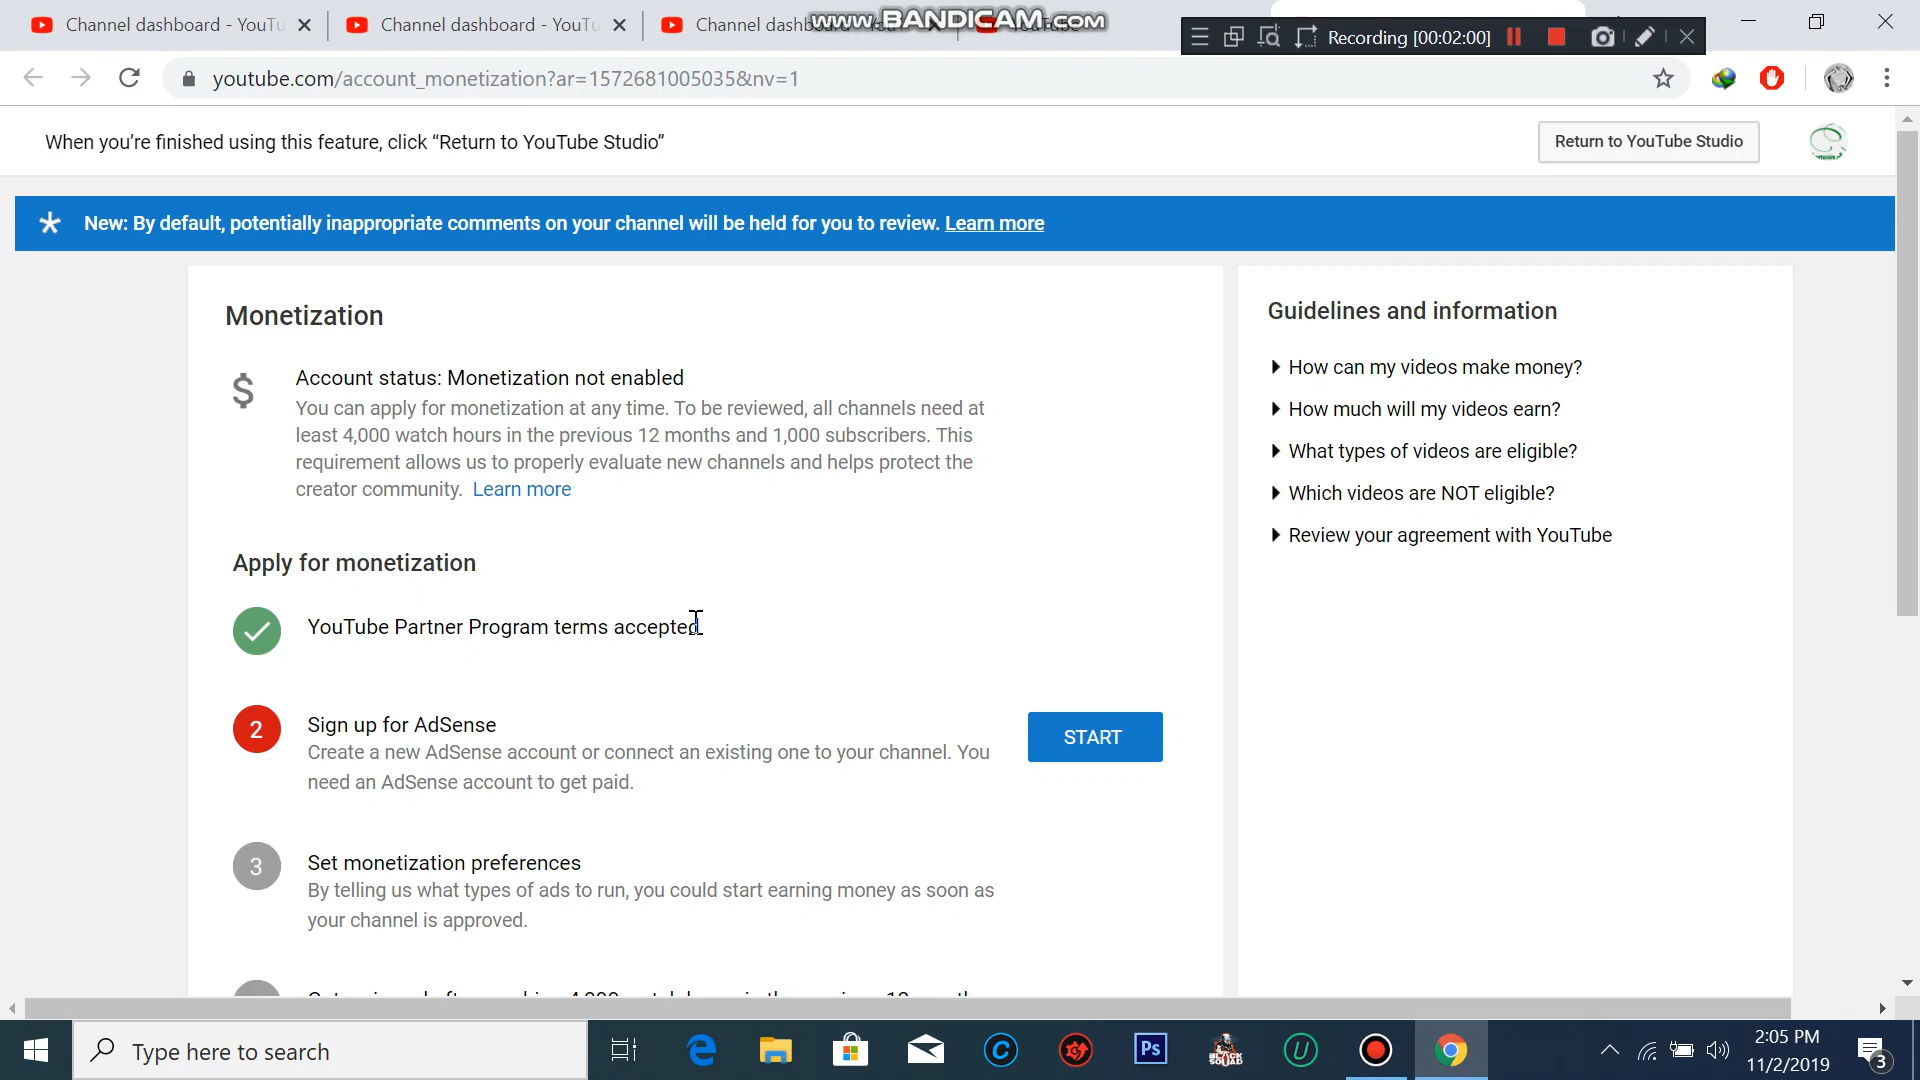 Channel dashboard - YouTu
Channel dashboard - YouTu
Channel dashb
www.BANDICAM.com
Recording [00:02:00]
youtube.com/account_monetization?ar=1572681005035&nv=1
When you're finished using this feature, click “Return to YouTube Studio”
Return to YouTube Studio
New: By default, potentially inappropriate comments on your channel will be held for you to review. Learn more
Monetization
Account status: Monetization not enabled
You can apply for monetization at any time. To be reviewed, all channels need at
least 4,000 watch hours in the previous 12 months and 1,000 subscribers. This
requirement allows us to properly evaluate new channels and helps protect the
creator community. Learn more
Apply for monetization
YouTube Partner Program terms accepted
2
Sign up for AdSense
Create a new AdSense account or connect an existing one to your channel. You
need an AdSense account to get paid.
START
3
Set monetization preferences
By telling us what types of ads to run, you could start earning money as soon as
your channel is approved.
Guidelines and information
How can my videos make money?
How much will my videos earn?
What types of videos are eligible?
Which videos are NOT eligible?
Review your agreement with YouTube
Type here to search
Ps
BLACK
SQUAD
2:05 PM
11/2/2019
3